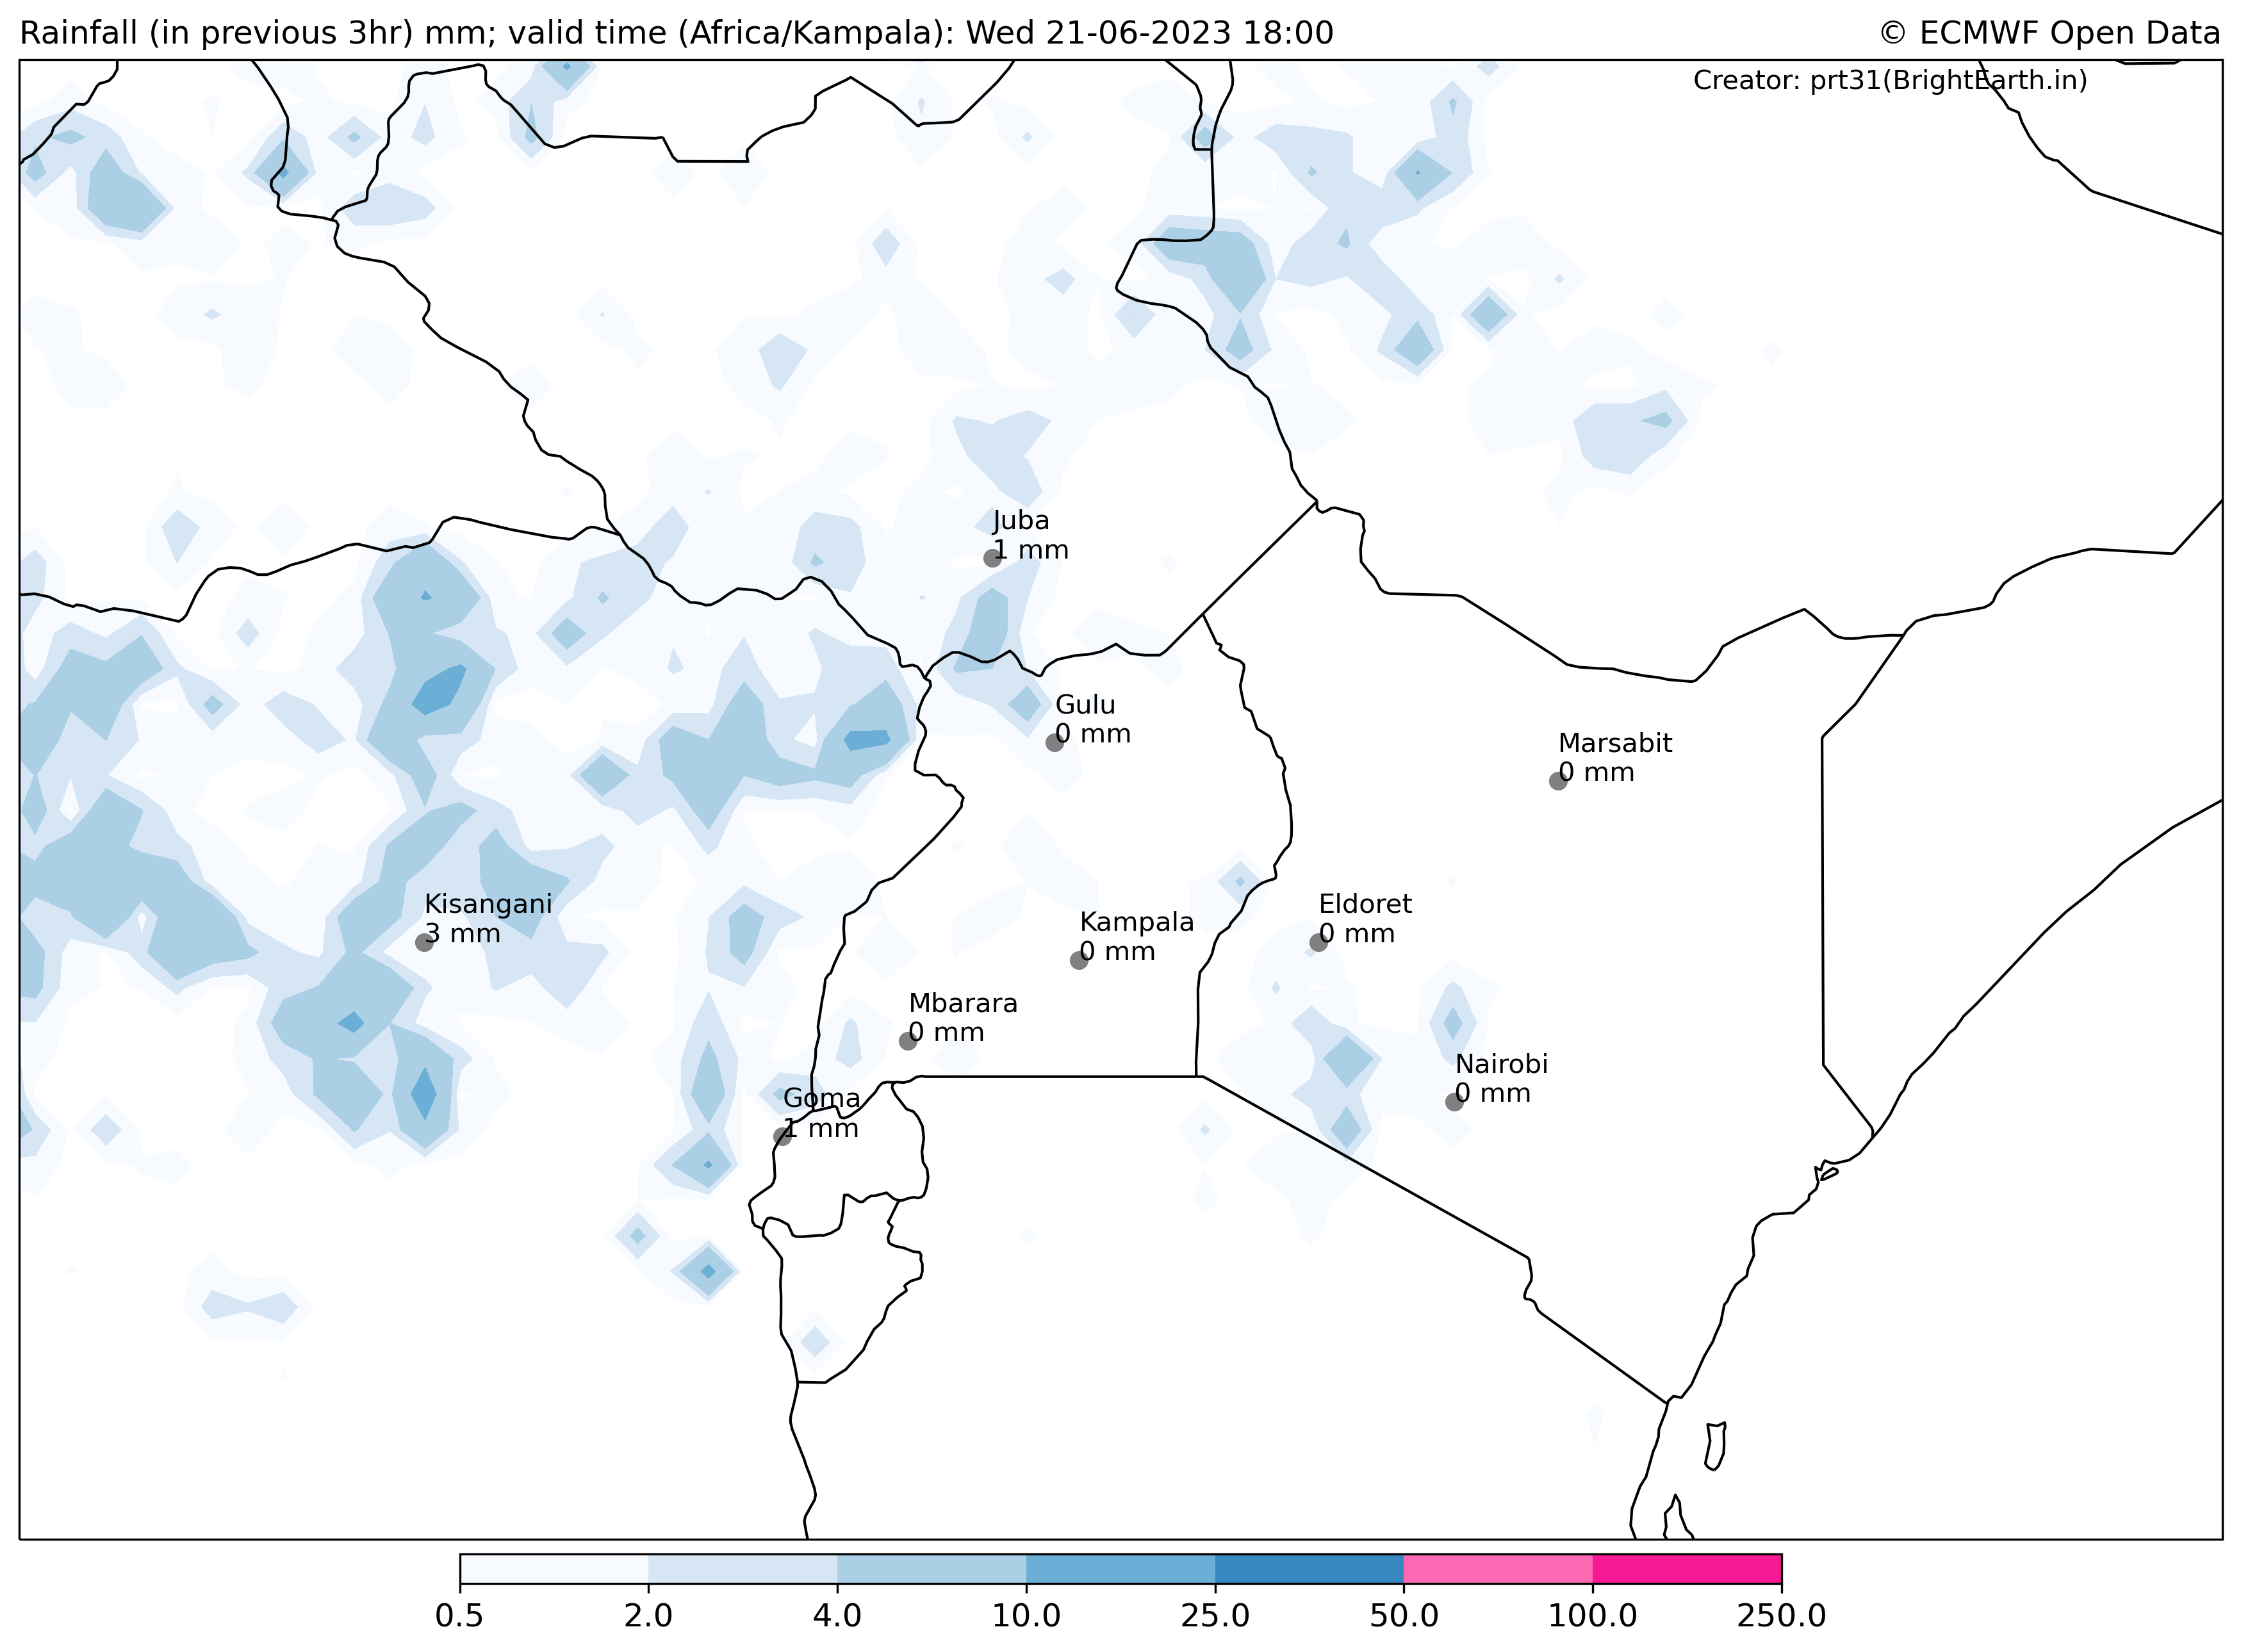 Rainfall (in previous 3hr) mm; valid time (Africa/Kampala): Wed 21-06-2023 18:00
© ECMWF Open Data
Creator: prt31(BrightEarth.in)
Juba
1 mm
Gulu
0 mm
Marsabit
0 mm
Kisangani
3 mm
Eldoret
0 mm
Kampala
0 mm
Mbarara
0 mm
Nairobi
0 mm
Goma
1 mm
0.5 2.0 4.0 10.0 25.0 50.0 100.0 250.0